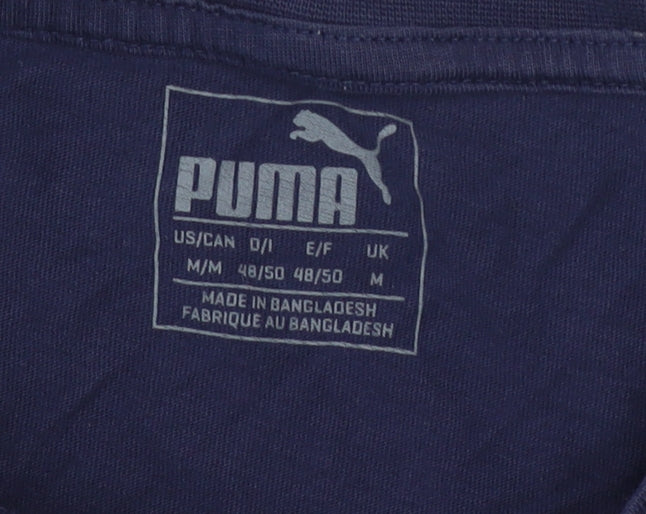 PUMA
US/CAN D/I E/F UK
M/M 48/50 48/50 M
MADE IN BANGLADESH
FABRIQUE AU BANGLADESH